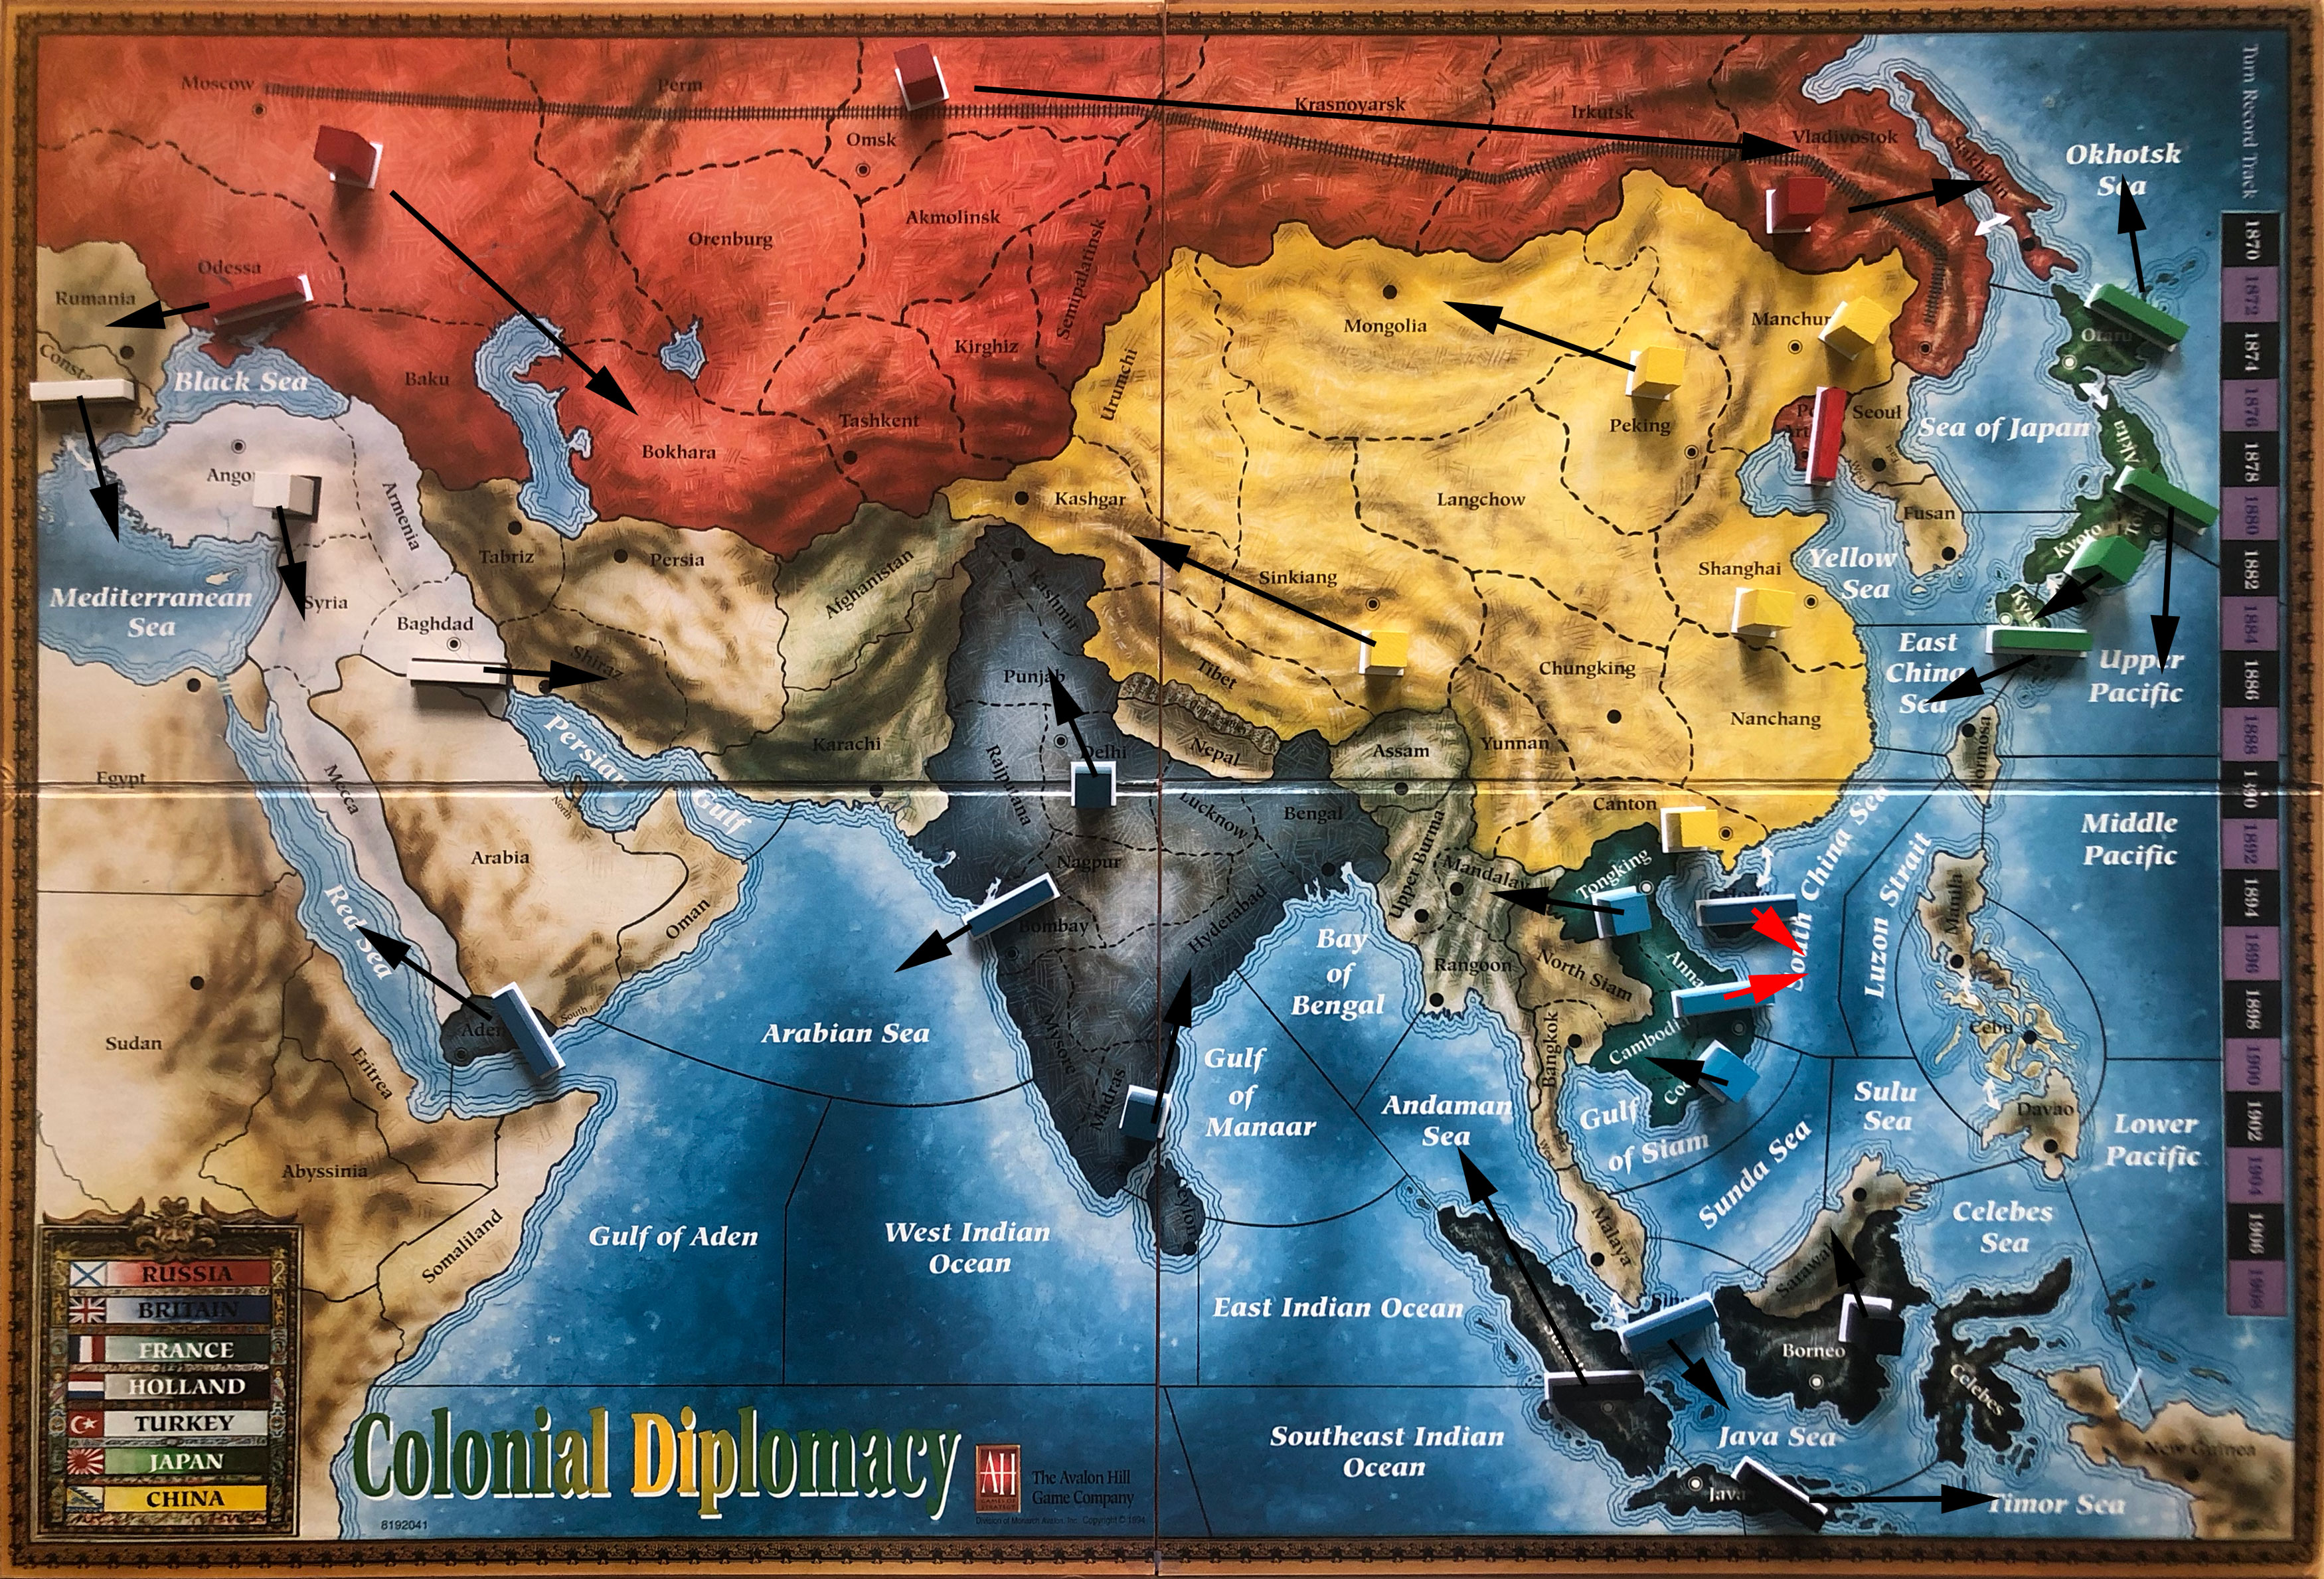 Moscow
Perm
Omsk
Krasnoyarsk
Irkutsk
Vladivostok
Sakhalin
Okhotsk
Sea
Turn Record Track
Odessa
Orenburg
Akmolinsk
Semipalatinsk
Rumania
Black Sea
Baku
Kirghiz
Tashkent
Bokhara
Urumchi
Mongolia
Manchur
Peking
Seoul
Sea of Japan
Otaru
Akita
Kyoto
Fusan
Armenia
Tabriz
Persia
Afghanistan
Kashgar
Langchow
Sinkiang
Shanghai
Yellow
Sea
Mediterranean
Sea
Syria
Baghdad
Shiraz
Kashmir
Punjab
Tibet
Chungking
East
China
Sea
Upper
Pacific
Egypt
Mecca
Persian
Gulf
Karachi
Rajputana
Delhi
Nepal
Assam
Yunnan
Nanchang
Formosa
Arabia
Oman
Nagpur
Lucknow
Bengal
Upper Burma
Mandalay
Canton
Tongking
South China Sea
Luzon Strait
Manila
Middle
Pacific
Red Sea
Bombay
Hyderabad
Bay
of
Bengal
Rangoon
North Siam
Sudan
Eritrea
Arabian Sea
Mysore
Madras
Gulf
of
Manaar
Andaman
Sea
Bangkok
Cambodia
Gulf
of Siam
Sunda Sea
Sulu
Sea
Cebu
Davao
Lower
Pacific
Abyssinia
Somaliland
Gulf of Aden
West Indian
Ocean
Ceylon
East Indian Ocean
Malaya
Sarawak
Celebes
Sea
Borneo
Celebes
Southeast Indian
Ocean
Java Sea
Java
Timor Sea
New Guinea
1870
1872
1874
1876
1878
1880
1882
1884
1886
1888
1892
1894
1896
1898
1900
1902
1904
1906
1908
RUSSIA
BRITAIN
FRANCE
HOLLAND
TURKEY
JAPAN
CHINA
Colonial Diplomacy
AH
The Avalon Hill
Game Company
8192041